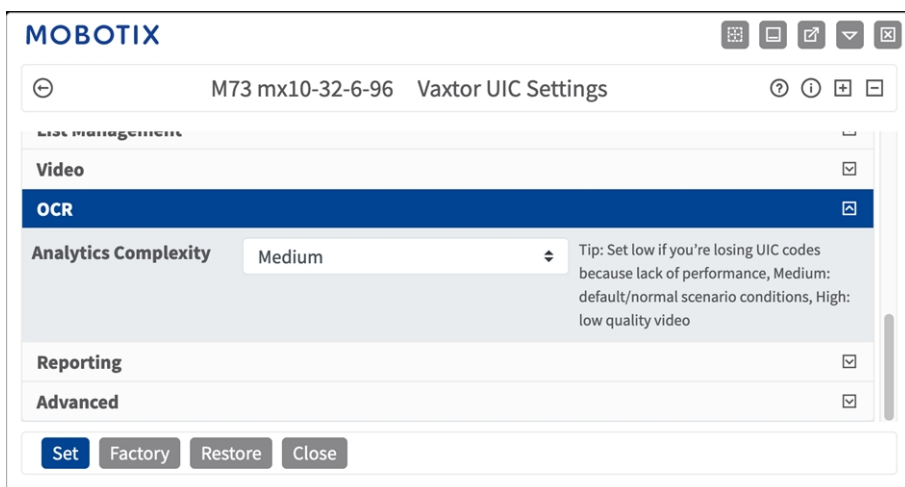 MOBOTIX
M73 mx10-32-6-96 Vaxtor UIC Settings
List Management
Video
OCR
Analytics Complexity
Medium
Tip: Set low if you're losing UIC codes
because lack of performance, Medium:
default/normal scenario conditions, High:
low quality video
Reporting
Advanced
Set Factory Restore Close